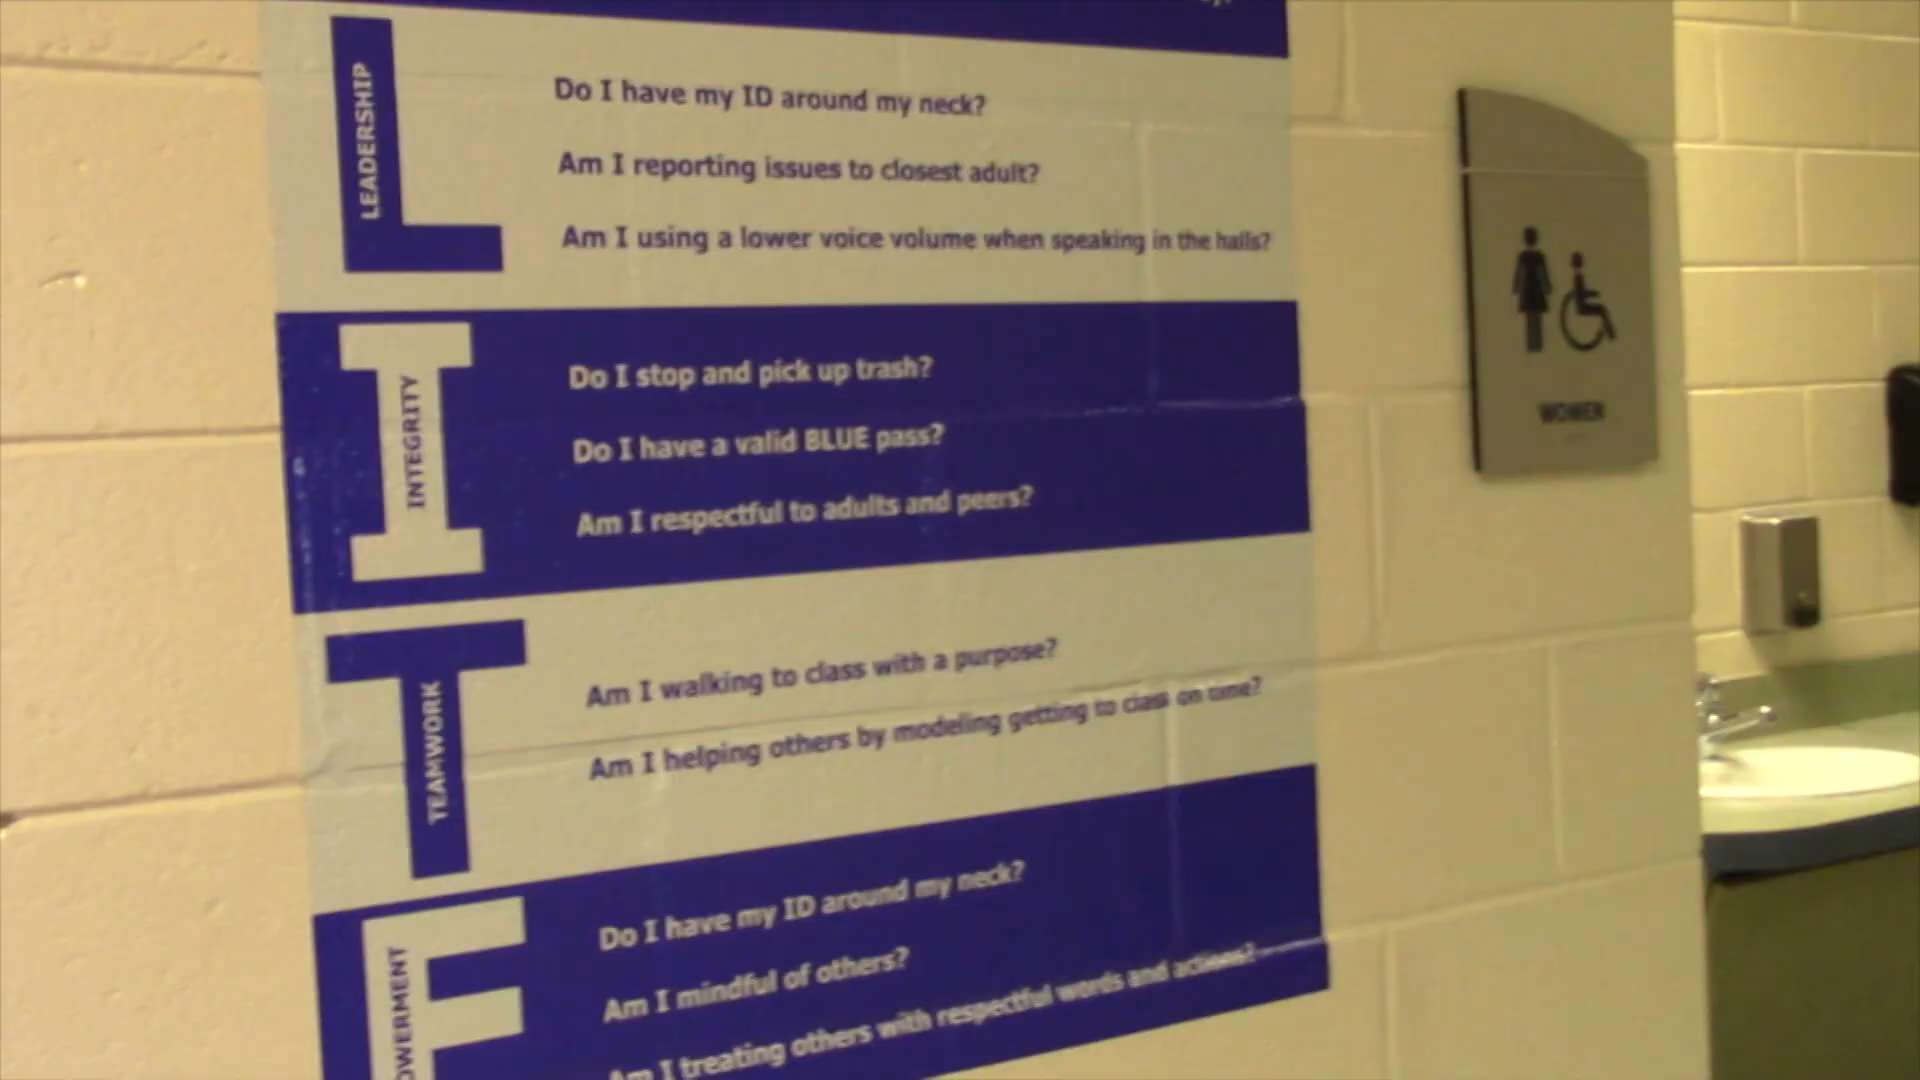 LEADERSHIP
Do I have my ID around my neck?
Am I reporting issues to closest adult?
Am I using a lower voice volume when speaking in the halls?
INTEGRITY
Do I stop and pick up trash?
Do I have a valid BLUE pass?
Am I respectful to adults and peers?
TEAMWORK
Am I walking to class with a purpose?
Am I helping others by modeling getting to class on time?
OWERMENT
Do I have my ID around my neck?
Am I mindful of others?
Am I treating others with respectful words and actions?
WOMEN